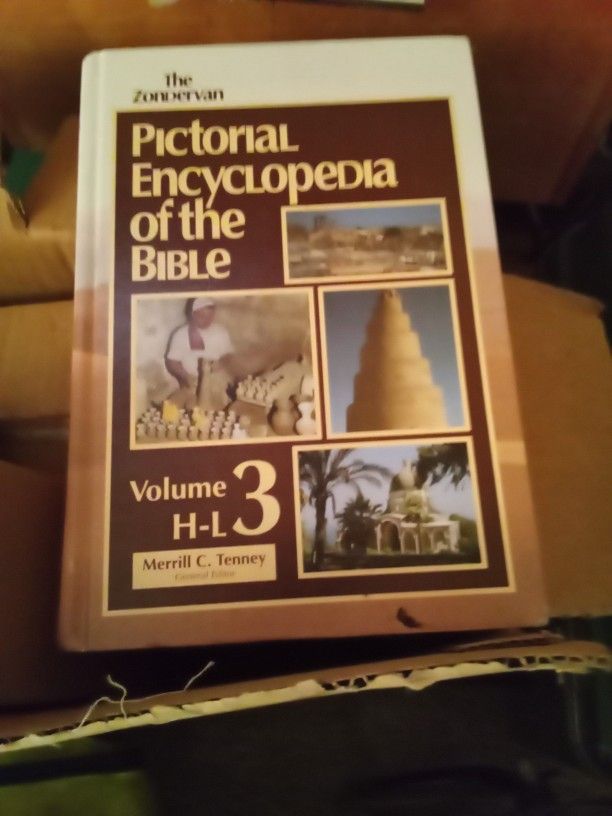 The
Zondervan
Pictorial
Encyclopedia
of the
Bible
Volume 3
H-L
Merrill C. Tenney
General Editor